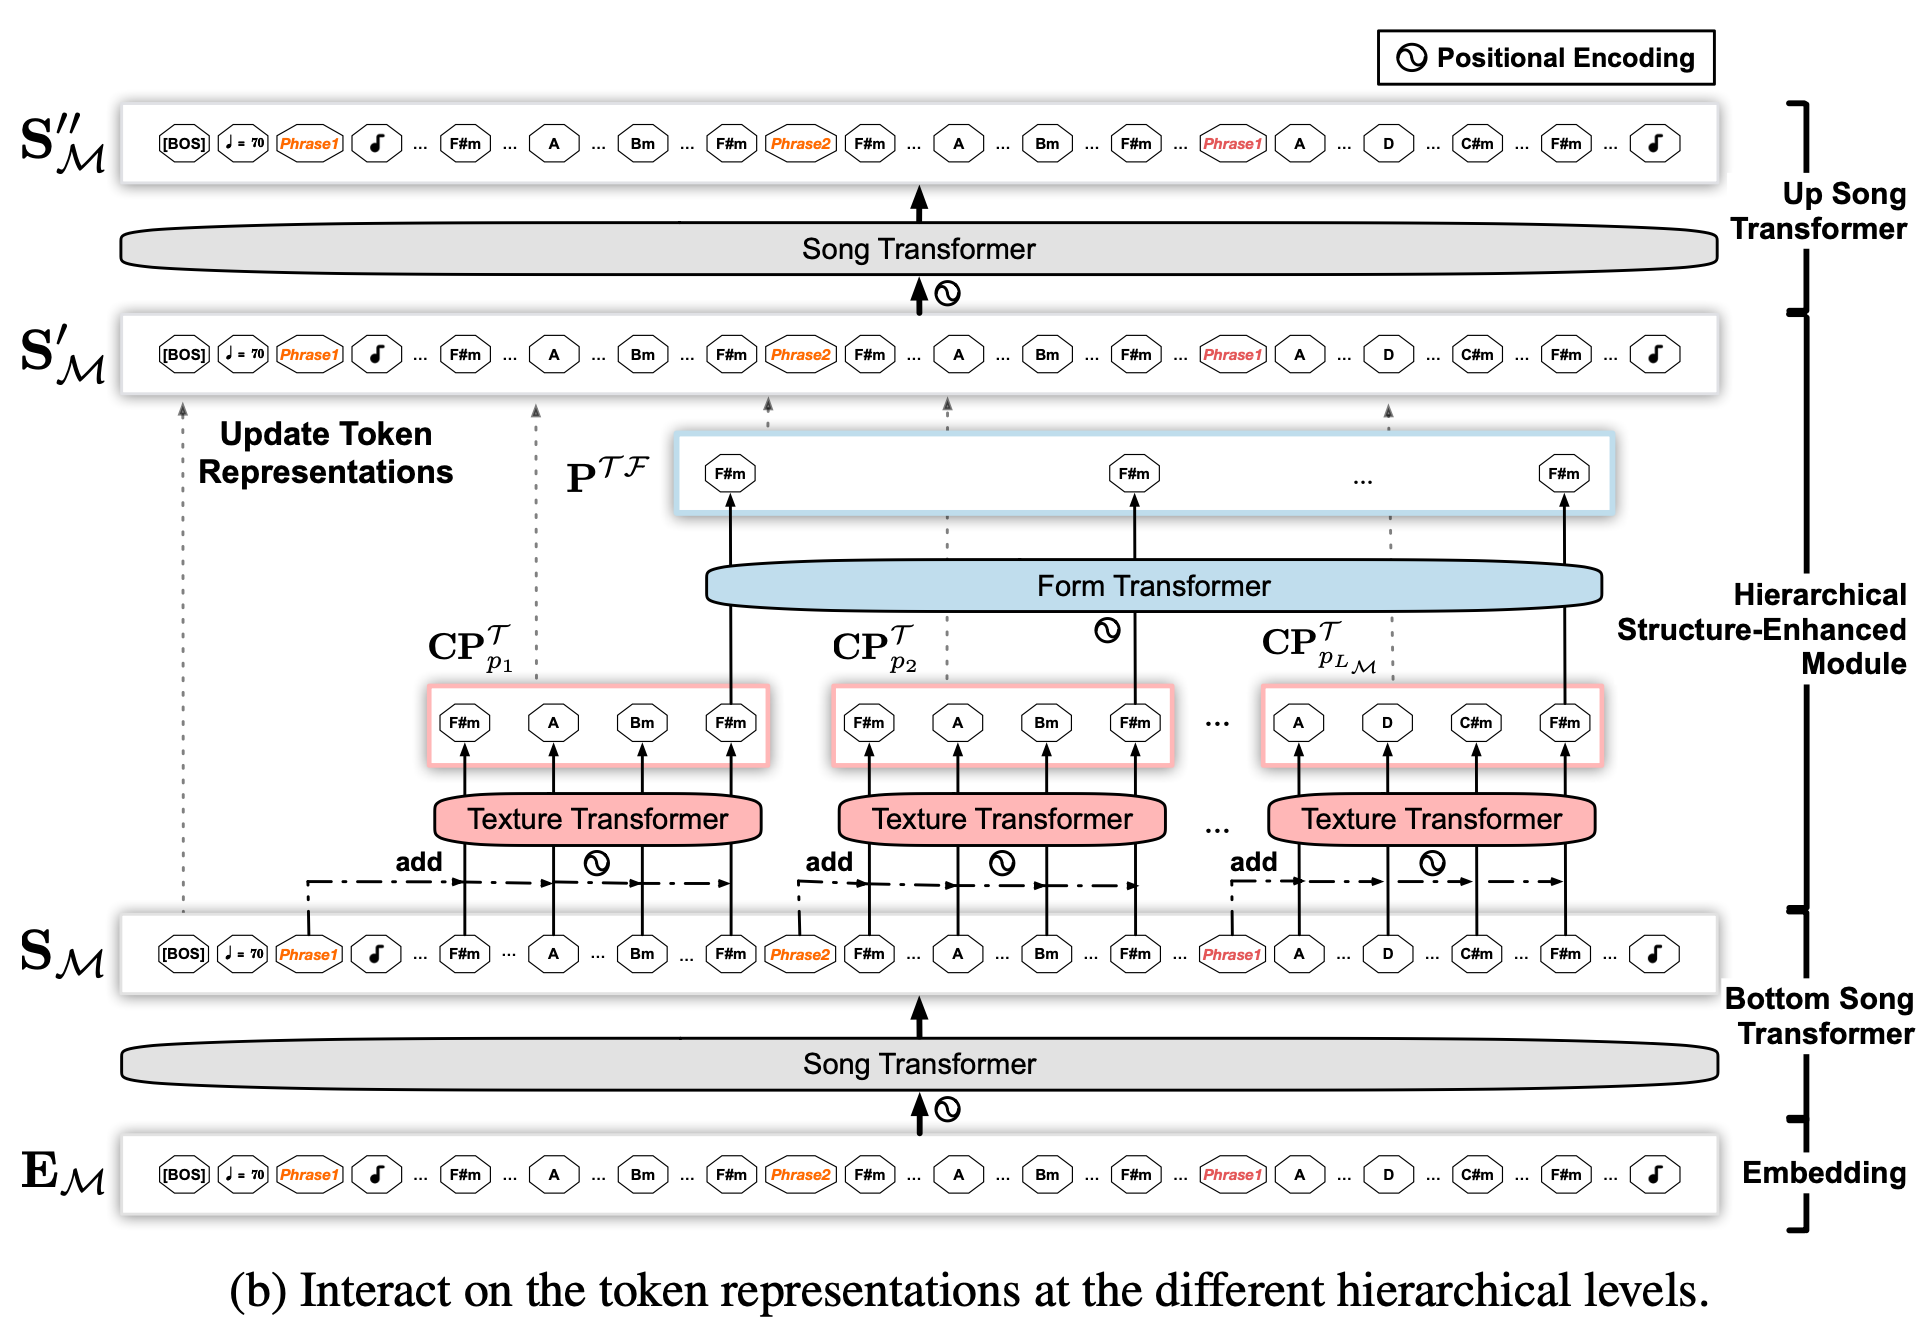 Positional Encoding
S″ℳ [BOS] ♩ = 70 Phrase1 ♪ ... F#m ... A ... Bm ... F#m Phrase2 F#m ... A ... Bm ... F#m ... Phrase1 A ... D ... C#m ... F#m ... ♪
Up Song
Transformer
Song Transformer
S′ℳ [BOS] ♩ = 70 Phrase1 ♪ ... F#m ... A ... Bm ... F#m Phrase2 F#m ... A ... Bm ... F#m ... Phrase1 A ... D ... C#m ... F#m ... ♪
Update Token
Representations
P^𝒯ℱ F#m F#m ... F#m
Form Transformer
Hierarchical
Structure-Enhanced
Module
CP^𝒯_p1 CP^𝒯_p2 CP^𝒯_pLℳ
F#m A Bm F#m F#m A Bm F#m ... A D C#m F#m
Texture Transformer Texture Transformer ... Texture Transformer
add add add
Sℳ [BOS] ♩ = 70 Phrase1 ♪ ... F#m ... A ... Bm ... F#m Phrase2 F#m ... A ... Bm ... F#m ... Phrase1 A ... D ... C#m ... F#m ... ♪
Bottom Song
Transformer
Song Transformer
Eℳ [BOS] ♩ = 70 Phrase1 ♪ ... F#m ... A ... Bm ... F#m Phrase2 F#m ... A ... Bm ... F#m ... Phrase1 A ... D ... C#m ... F#m ... ♪
Embedding
(b) Interact on the token representations at the different hierarchical levels.